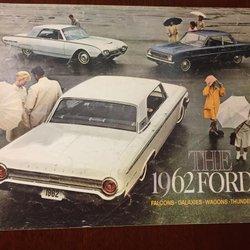 THE
1962 FORD
FALCONS • GALAXIES • WAGONS • THUNDE
1962